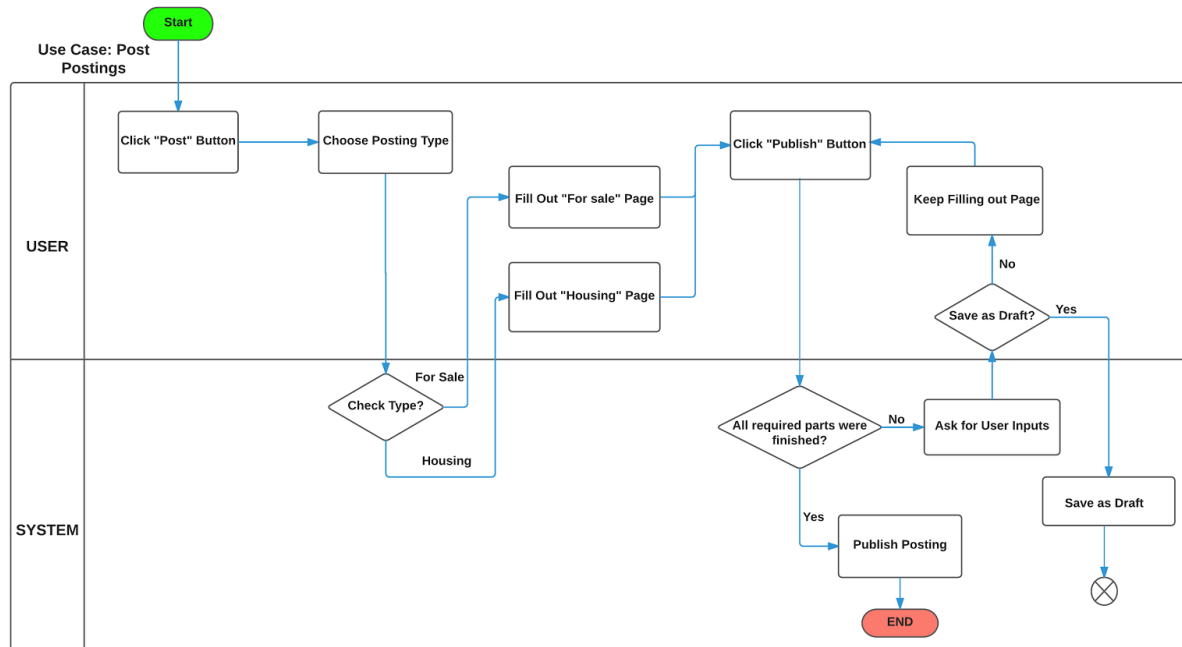 Start
Use Case: Post
Postings
Click "Post" Button
Choose Posting Type
Click "Publish" Button
Fill Out "For sale" Page
Keep Filling out Page
USER
No
Fill Out "Housing" Page
Save as Draft?
Yes
For Sale
Check Type?
All required parts were
finished?
No
Ask for User Inputs
Housing
Save as Draft
SYSTEM
Yes
Publish Posting
END